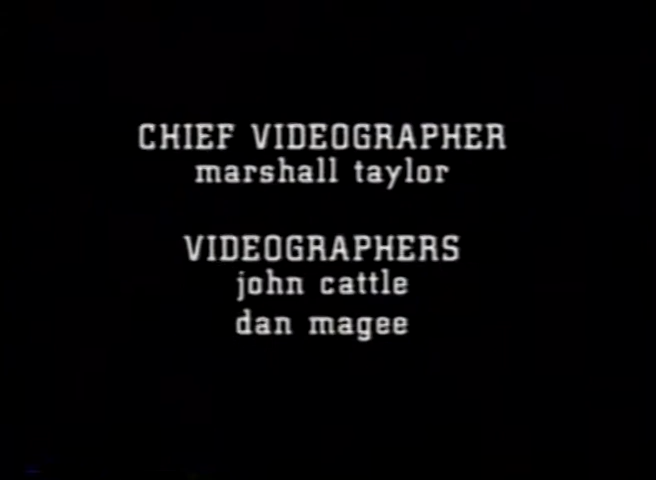 CHIEF VIDEOGRAPHER
marshall taylor
VIDEOGRAPHERS
john cattle
dan magee